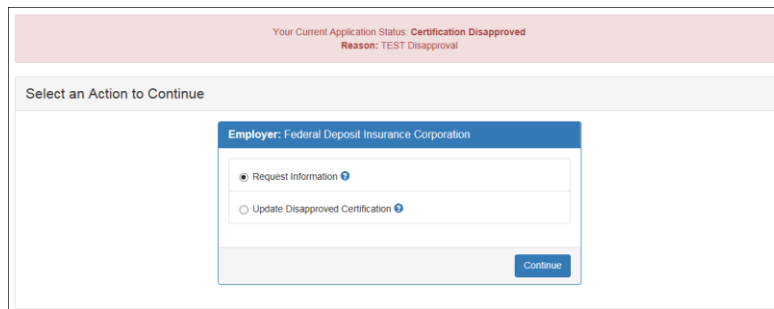 Your Current Application Status: Certification Disapproved
Reason: TEST Disapproval
Select an Action to Continue
Employer: Federal Deposit Insurance Corporation
Request Information ?
Update Disapproved Certification ?
Continue